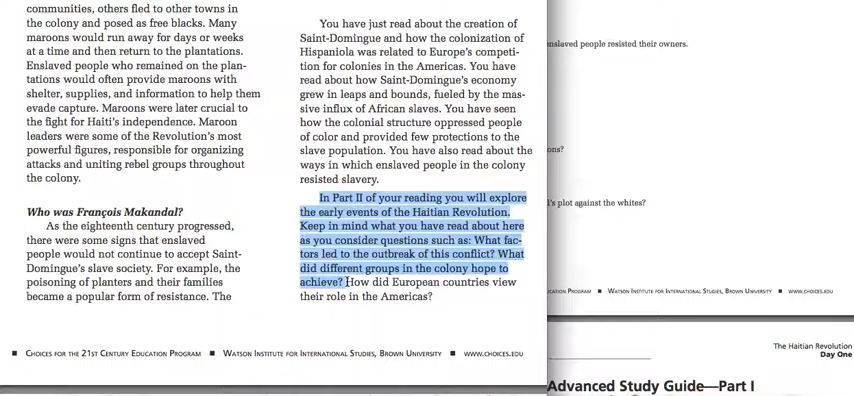 communities, others fled to other towns in
the colony and posed as free blacks. Many
maroons would run away for days or weeks
at a time and then return to the plantations.
Enslaved people who remained on the plan-
tations would often provide maroons with
shelter, supplies, and information to help them
evade capture. Maroons were later crucial to
the fight for Haiti's independence. Maroon
leaders were some of the Revolution's most
powerful figures, responsible for organizing
attacks and uniting rebel groups throughout
the colony.
Who was François Makandal?
As the eighteenth century progressed,
there were some signs that enslaved
people would not continue to accept Saint-
Domingue's slave society. For example, the
poisoning of planters and their families
became a popular form of resistance. The
You have just read about the creation of
Saint-Domingue and how the colonization of
Hispaniola was related to Europe's competi-
tion for colonies in the Americas. You have
read about how Saint-Domingue's economy
grew in leaps and bounds, fueled by the mas-
sive influx of African slaves. You have seen
how the colonial structure oppressed people
of color and provided few protections to the
slave population. You have also read about the
ways in which enslaved people in the colony
resisted slavery.
In Part II of your reading you will explore
the early events of the Haitian Revolution.
Keep in mind what you have read about here
as you consider questions such as: What fac-
tors led to the outbreak of this conflict? What
did different groups in the colony hope to
achieve? How did European countries view
their role in the Americas?
■ Choices for the 21st Century Education Program ■ Watson Institute for International Studies, Brown University ■ www.choices.edu
enslaved people resisted their owners.
ons?
l's plot against the whites?
cation Program ■ Watson Institute for International Studies, Brown University ■ www.choices.edu
The Haitian Revolution
Day One
Advanced Study Guide—Part I